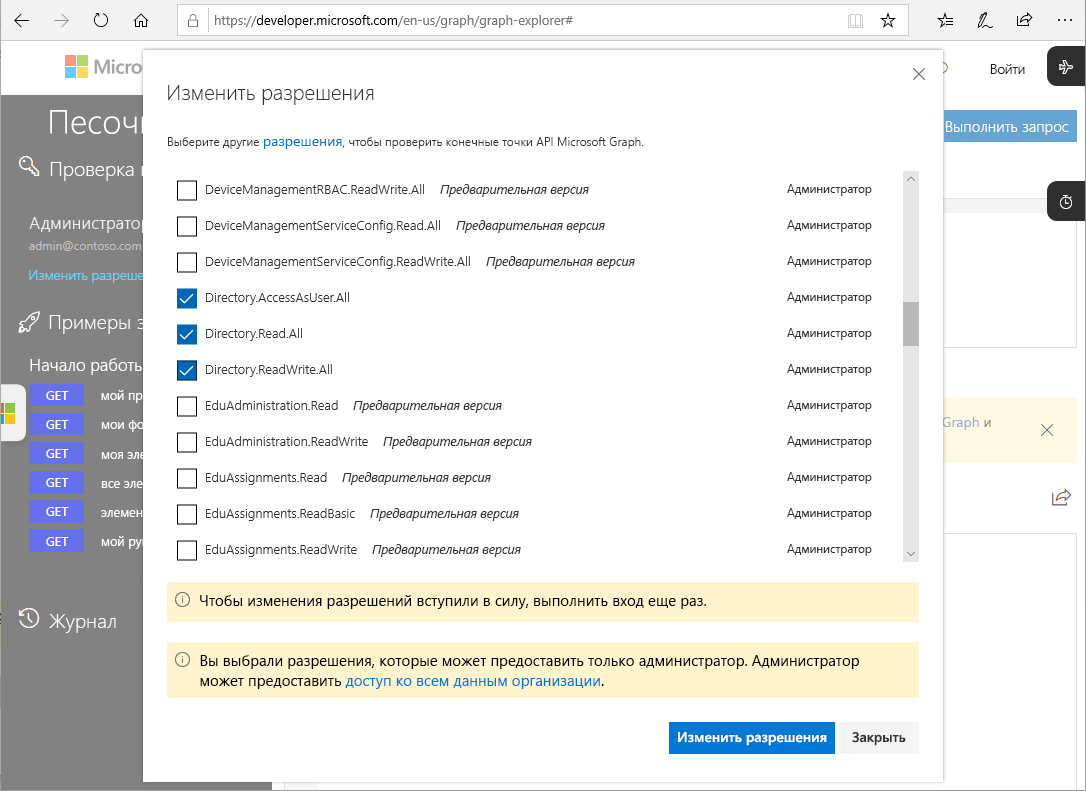 https://developer.microsoft.com/en-us/graph/graph-explorer#
Micro
Войти
Песоч
Выполнить запрос
Проверка
Администратор
admin@contoso.com
Изменить разреше
Примеры з
Начало работь
GET мой пр
GET мои фо
GET моя эле
GET все эле
GET элемен
GET мой ру
Журнал
Graph и
Изменить разрешения
Выберите другие разрешения, чтобы проверить конечные точки API Microsoft Graph.
DeviceManagementRBAC.ReadWrite.All Предварительная версия Администратор
DeviceManagementServiceConfig.Read.All Предварительная версия Администратор
DeviceManagementServiceConfig.ReadWrite.All Предварительная версия Администратор
Directory.AccessAsUser.All Администратор
Directory.Read.All Администратор
Directory.ReadWrite.All Администратор
EduAdministration.Read Предварительная версия Администратор
EduAdministration.ReadWrite Предварительная версия Администратор
EduAssignments.Read Предварительная версия Администратор
EduAssignments.ReadBasic Предварительная версия Администратор
EduAssignments.ReadWrite Предварительная версия Администратор
Чтобы изменения разрешений вступили в силу, выполнить вход еще раз.
Вы выбрали разрешения, которые может предоставить только администратор. Администратор
может предоставить доступ ко всем данным организации.
Изменить разрешения Закрыть